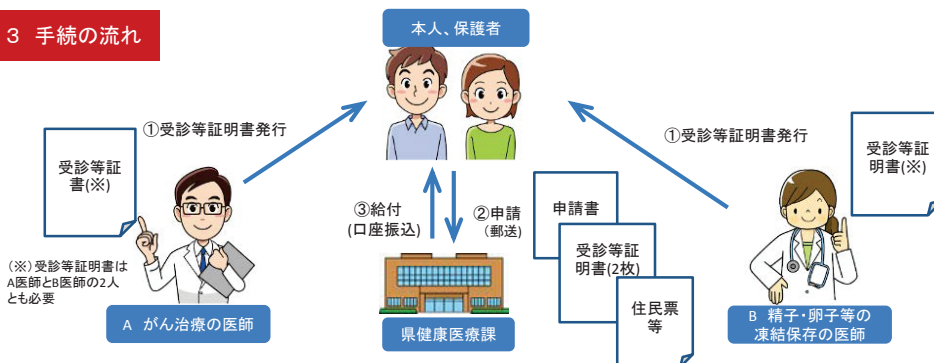 3 手続の流れ
本人、保護者
①受診等証明書発行
①受診等証明書発行
受診等証
書(※)
受診等証
明書(※)
③給付
(口座振込)
②申請
(郵送)
申請書
受診等証
明書(2枚)
住民票
等
(※)受診等証明書は
A医師とB医師の2人
とも必要
A がん治療の医師
県健康医療課
B 精子・卵子等の
凍結保存の医師